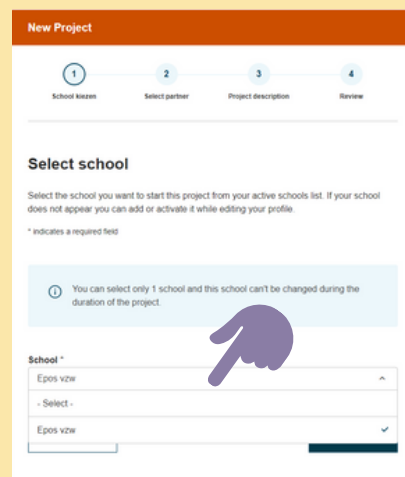 New Project
1 2 3 4
School kiezen Select partner Project description Review
Select school
Select the school you want to start this project from your active schools list. If your school
does not appear you can add or activate it while editing your profile.
* indicates a required field
You can select only 1 school and this school can't be changed during the
duration of the project.
School *
Epos vzw
- Select -
Epos vzw